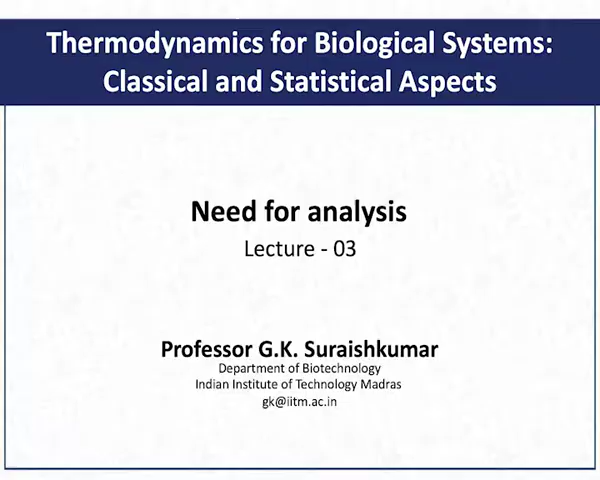 Thermodynamics for Biological Systems:
Classical and Statistical Aspects
Need for analysis
Lecture - 03
Professor G.K. Suraishkumar
Department of Biotechnology
Indian Institute of Technology Madras
gk@iitm.ac.in